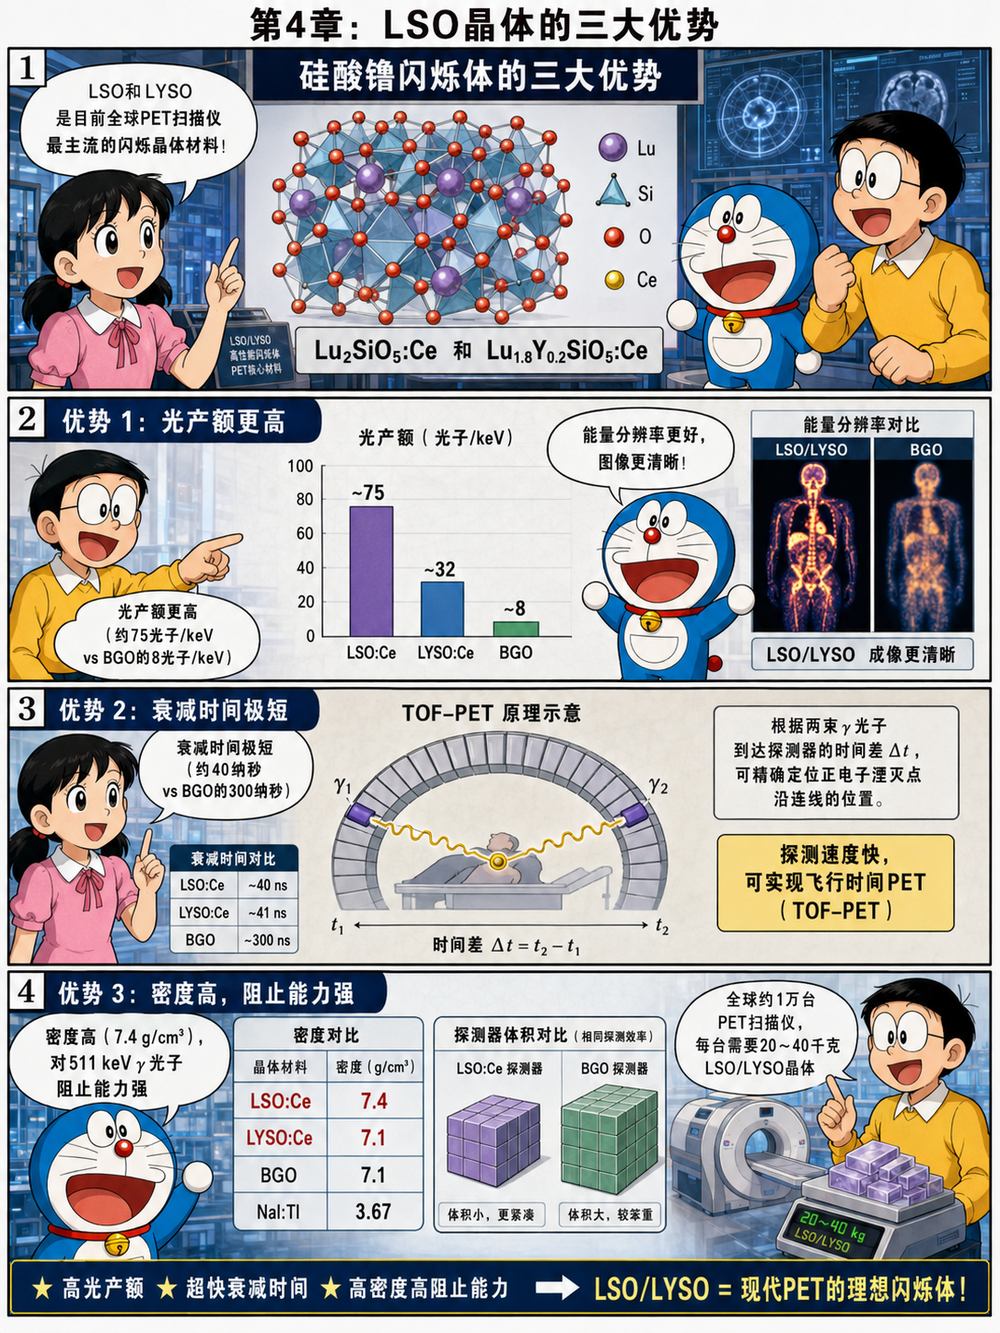 第4章：LSO晶体的三大优势
1
硅酸镥闪烁体的三大优势
LSO和LYSO
是目前全球PET扫描仪
最主流的闪烁晶体材料！
Lu
Si
O
Ce
LSO/LYSO
高性能闪烁体
PET核心材料
Lu₂SiO₅:Ce 和 Lu₁.₈Y₀.₂SiO₅:Ce
2
优势 1：光产额更高
光产额（光子/keV）
100
80
60
40
20
0
~75
~32
~8
LSO:Ce
LYSO:Ce
BGO
光产额更高
（约75光子/keV
vs BGO的8光子/keV）
能量分辨率更好，
图像更清晰！
能量分辨率对比
LSO/LYSO
BGO
LSO/LYSO 成像更清晰
3
优势 2：衰减时间极短
衰减时间极短
（约40纳秒
vs BGO的300纳秒）
衰减时间对比
LSO:Ce ~40 ns
LYSO:Ce ~41 ns
BGO ~300 ns
TOF-PET 原理示意
γ₁
γ₂
t₁
t₂
时间差 Δt = t₂ − t₁
根据两束γ光子
到达探测器的时间差 Δt，
可精确定位正电子湮灭点
沿连线的位置。
探测速度快，
可实现飞行时间PET
（TOF-PET）
4
优势 3：密度高，阻止能力强
密度高（7.4 g/cm³），
对511 keV γ光子
阻止能力强
密度对比
晶体材料 密度（g/cm³）
LSO:Ce 7.4
LYSO:Ce 7.1
BGO 7.1
NaI:Tl 3.67
探测器体积对比（相同探测效率）
LSO:Ce 探测器
BGO 探测器
体积小，更紧凑
体积大，较笨重
全球约1万台
PET扫描仪，
每台需要20～40千克
LSO/LYSO晶体
20～40 kg
LSO/LYSO
★ 高光产额 ★ 超快衰减时间 ★ 高密度高阻止能力 ➡ LSO/LYSO = 现代PET的理想闪烁体！